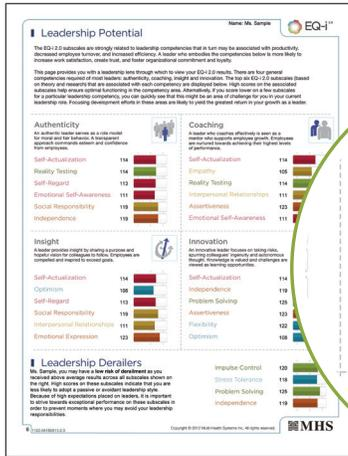 Name: Ms. Sample
EQ-i 2.0
Leadership Potential
The EQ-i 2.0 subscales are strongly related to leadership competencies that in turn may be associated with productivity,
decreased employee turnover, and increased efficiency. A leader who embodies the competencies below is more likely to
increase work satisfaction, create trust, and foster organizational commitment and loyalty.
This page provides you with a leadership lens through which to view your EQ-i 2.0 results. There are four general
competencies required of most leaders: authenticity, coaching, insight and innovation. The top six EQ-i 2.0 subscales (based
on theory and research) that are associated with each competency are displayed below. High scores on the associated
subscales help ensure optimal functioning in the competency area. Alternatively, if you score lower on a few subscales
for a particular leadership competency, you can quickly see that this might be an area of challenge for you in your current
leadership role. Focusing development efforts in these areas are likely to yield the greatest return in your growth as a leader.
Authenticity
An authentic leader serves as a role model
for moral and fair behavior. A transparent
approach commands esteem and confidence
from employees.
Self-Actualization 114
Reality Testing 114
Self-Regard 113
Emotional Self-Awareness 111
Social Responsibility 119
Independence 119
Coaching
A leader who coaches effectively is seen as a
mentor who supports employee growth. Employees
are nurtured towards achieving their highest levels
of performance.
Self-Actualization 114
Empathy 105
Reality Testing 114
Interpersonal Relationships 111
Assertiveness 123
Emotional Self-Awareness 111
Insight
A leader provides insight by sharing a purpose and
hopeful vision for colleagues to follow. Employees are
compelled and inspired to exceed goals.
Self-Actualization 114
Optimism 108
Self-Regard 113
Social Responsibility 119
Interpersonal Relationships 111
Emotional Expression 123
Innovation
An innovative leader focuses on taking risks,
spurring colleagues' ingenuity and autonomous
thought. Knowledge is valued and challenges are
viewed as learning opportunities.
Self-Actualization 114
Independence 119
Problem Solving 125
Assertiveness 123
Flexibility 122
Optimism 108
Leadership Derailers
Ms. Sample, you may have a low risk of derailment as you
received above average results across all subscales shown on
the right. High scores on these subscales indicate that you are
less likely to adopt a passive or avoidant leadership style.
Because of high expectations placed on leaders, it is important
to strive towards exceptional performance on these subscales in
order to prevent moments where you may avoid your leadership
responsibilities.
Impulse Control 120
Stress Tolerance 118
Problem Solving 125
Independence 119
6
Copyright © 2012 Multi-Health Systems Inc. All rights reserved.
MHS